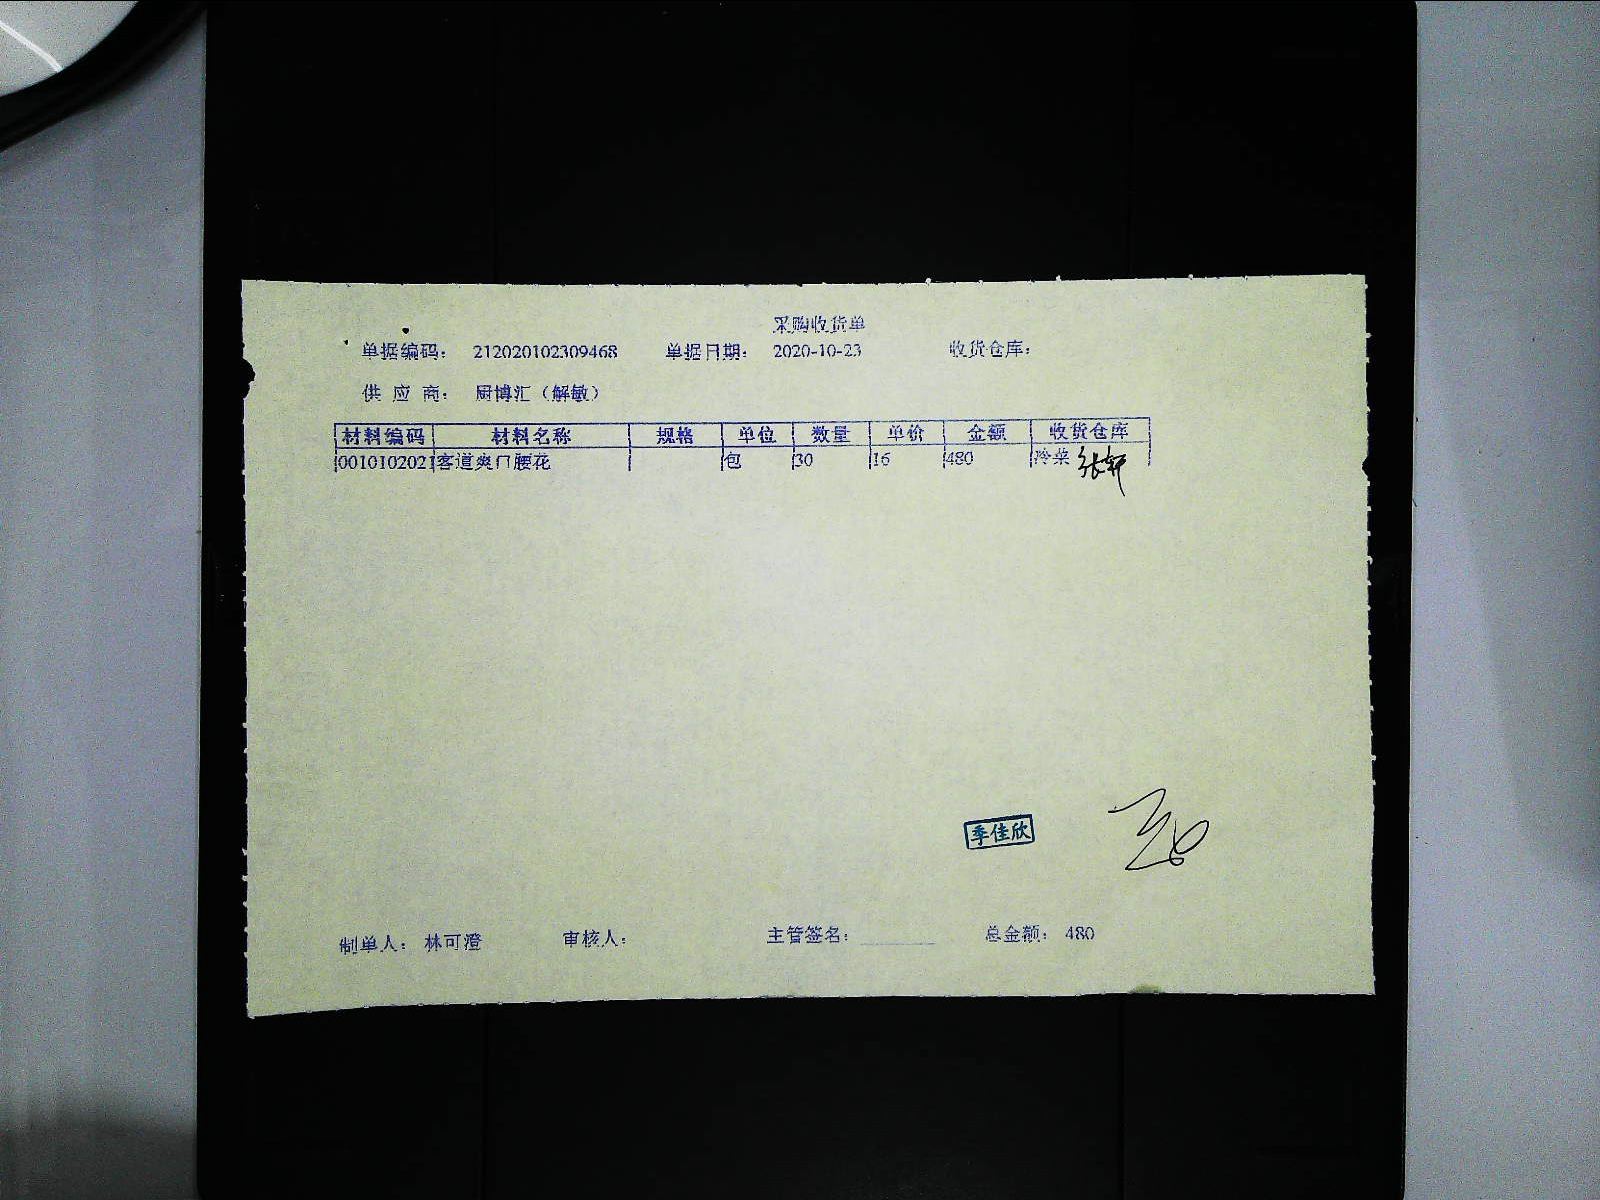 采购收货单
单据编码： 212020102309468 单据日期： 2020-10-23 收货仓库：
供 应 商： 厨博汇（解敏）
材料编码 材料名称 规格 单位 数量 单价 金额 收货仓库
0010102021 客道爽口腰花 包 30 16 480 冷菜 张轩
季佳欣
制单人： 林可澄 审核人： 主管签名： 总金额： 480